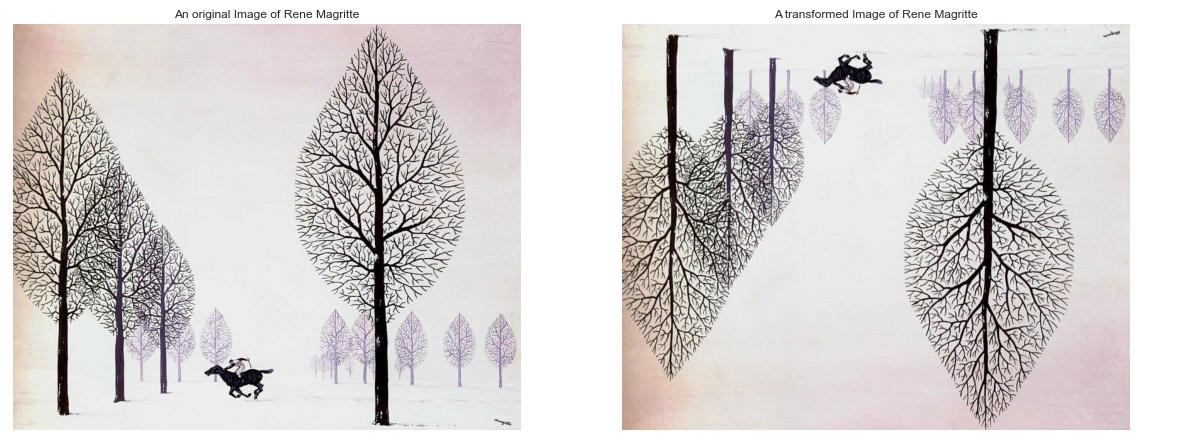 An original Image of Rene Magritte
A transformed Image of Rene Magritte